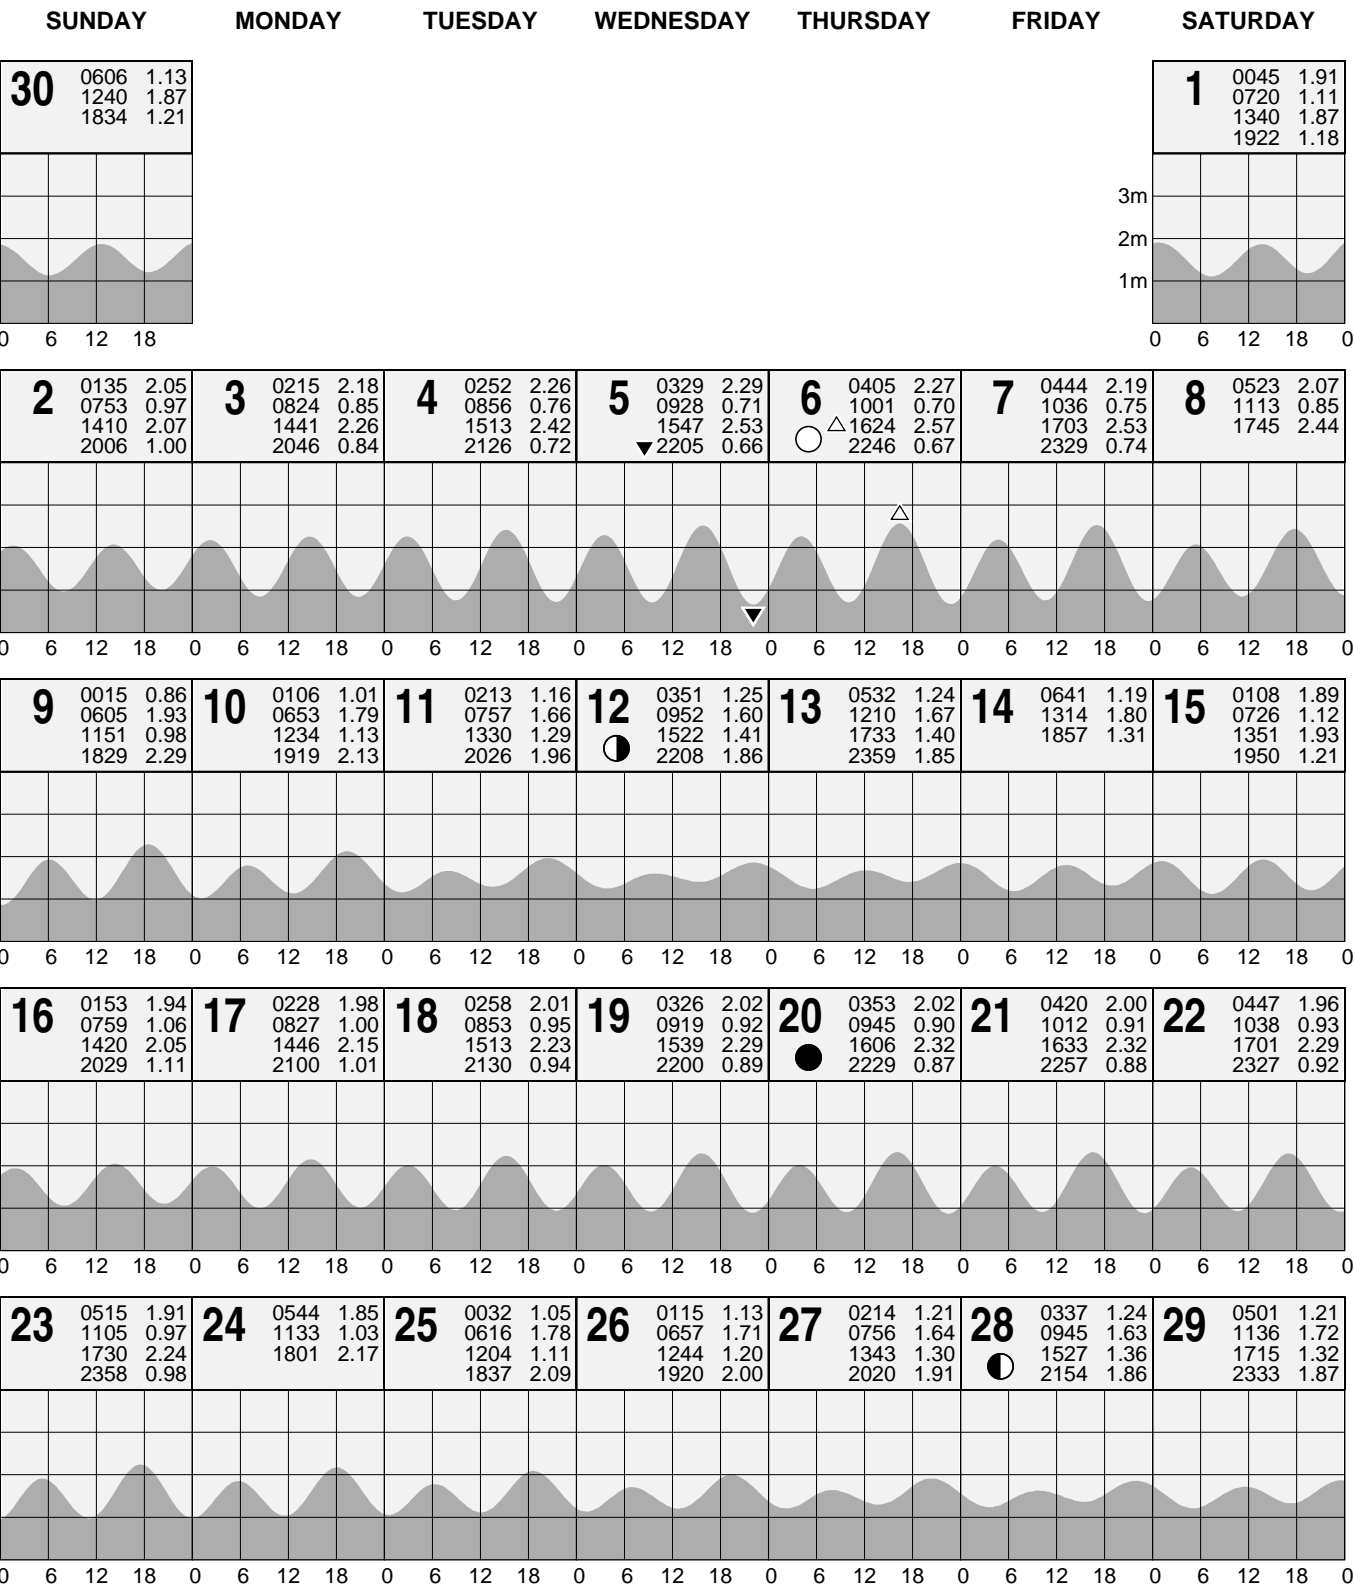 SUNDAY MONDAY TUESDAY WEDNESDAY THURSDAY FRIDAY SATURDAY
30 0606 1.13 1 0045 1.91
1240 1.87 0720 1.11
1834 1.21 1340 1.87
1922 1.18
3m
2m
1m
0 6 12 18 0 6 12 18 0
2 0135 2.05 3 0215 2.18 4 0252 2.26 5 0329 2.29 6 0405 2.27 7 0444 2.19 8 0523 2.07
0753 0.97 0824 0.85 0856 0.76 0928 0.71 1001 0.70 1036 0.75 1113 0.85
1410 2.07 1441 2.26 1513 2.42 1547 2.53 1624 2.57 1703 2.53 1745 2.44
2006 1.00 2046 0.84 2126 0.72 2205 0.66 2246 0.67 2329 0.74
0 6 12 18 0 6 12 18 0 6 12 18 0 6 12 18 0 6 12 18 0 6 12 18 0 6 12 18 0
9 0015 0.86 10 0106 1.01 11 0213 1.16 12 0351 1.25 13 0532 1.24 14 0641 1.19 15 0108 1.89
0605 1.93 0653 1.79 0757 1.66 0952 1.60 1210 1.67 1314 1.80 0726 1.12
1151 0.98 1234 1.13 1330 1.29 1522 1.41 1733 1.40 1857 1.31 1351 1.93
1829 2.29 1919 2.13 2026 1.96 2208 1.86 2359 1.85 1950 1.21
0 6 12 18 0 6 12 18 0 6 12 18 0 6 12 18 0 6 12 18 0 6 12 18 0 6 12 18 0
16 0153 1.94 17 0228 1.98 18 0258 2.01 19 0326 2.02 20 0353 2.02 21 0420 2.00 22 0447 1.96
0759 1.06 0827 1.00 0853 0.95 0919 0.92 0945 0.90 1012 0.91 1038 0.93
1420 2.05 1446 2.15 1513 2.23 1539 2.29 1606 2.32 1633 2.32 1701 2.29
2029 1.11 2100 1.01 2130 0.94 2200 0.89 2229 0.87 2257 0.88 2327 0.92
0 6 12 18 0 6 12 18 0 6 12 18 0 6 12 18 0 6 12 18 0 6 12 18 0 6 12 18 0
23 0515 1.91 24 0544 1.85 25 0032 1.05 26 0115 1.13 27 0214 1.21 28 0337 1.24 29 0501 1.21
1105 0.97 1133 1.03 0616 1.78 0657 1.71 0756 1.64 0945 1.63 1136 1.72
1730 2.24 1801 2.17 1204 1.11 1244 1.20 1343 1.30 1527 1.36 1715 1.32
2358 0.98 1837 2.09 1920 2.00 2020 1.91 2154 1.86 2333 1.87
0 6 12 18 0 6 12 18 0 6 12 18 0 6 12 18 0 6 12 18 0 6 12 18 0 6 12 18 0